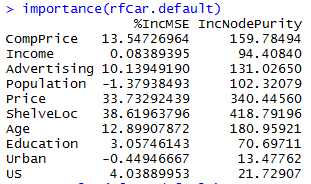 > importance(rfCar.default)
%IncMSE IncNodePurity
CompPrice 13.54726964 159.78494
Income 0.08389395 94.40840
Advertising 10.13949190 131.02650
Population -1.37938493 102.32079
Price 33.73292439 340.44560
ShelveLoc 38.61963796 418.79196
Age 12.89907872 180.95921
Education 3.05746143 70.69711
Urban -0.44946667 13.47762
US 4.03889953 21.72907